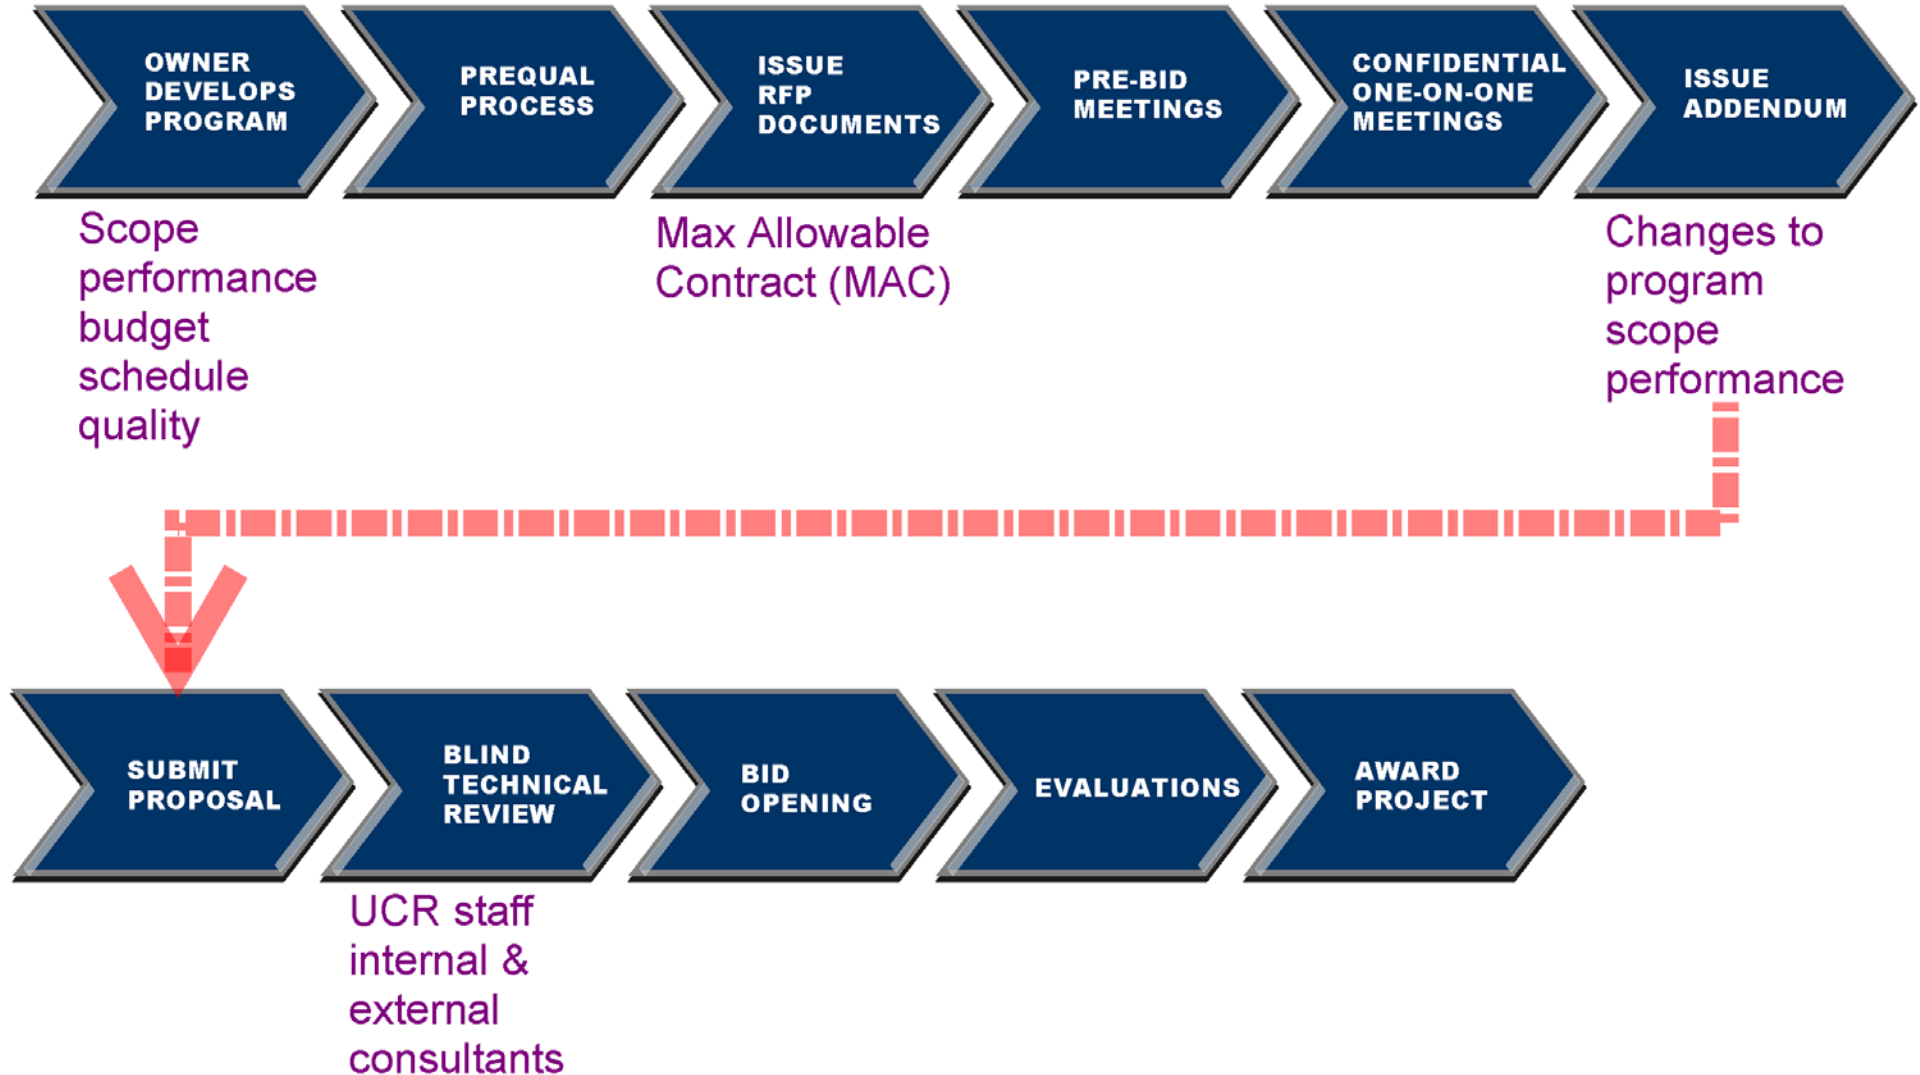 OWNER
DEVELOPS
PROGRAM
PREQUAL
PROCESS
ISSUE
RFP
DOCUMENTS
PRE-BID
MEETINGS
CONFIDENTIAL
ONE-ON-ONE
MEETINGS
ISSUE
ADDENDUM
Scope
performance
budget
schedule
quality
Max Allowable
Contract (MAC)
Changes to
program
scope
performance
SUBMIT
PROPOSAL
BLIND
TECHNICAL
REVIEW
BID
OPENING
EVALUATIONS
AWARD
PROJECT
UCR staff
internal &
external
consultants